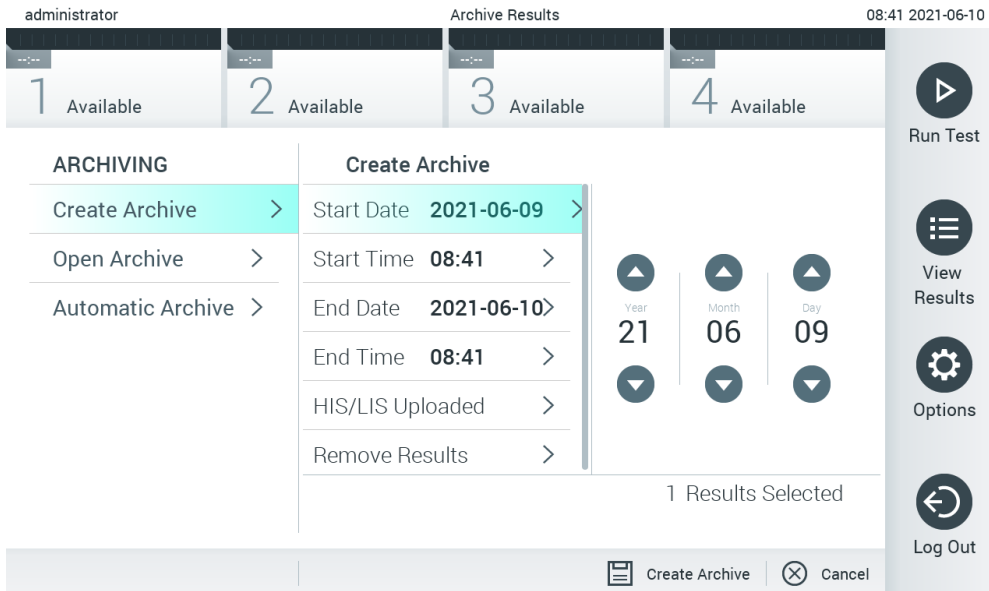 administrator Archive Results 08:41 2021-06-10
--:-- --:-- --:-- --:--
1 Available 2 Available 3 Available 4 Available
Run Test
ARCHIVING
Create Archive >
Open Archive >
Automatic Archive >
Create Archive
Start Date 2021-06-09 >
Start Time 08:41 >
End Date 2021-06-10 >
End Time 08:41 >
HIS/LIS Uploaded >
Remove Results >
Year Month Day
21 06 09
1 Results Selected
View
Results
Options
Log Out
Create Archive Cancel